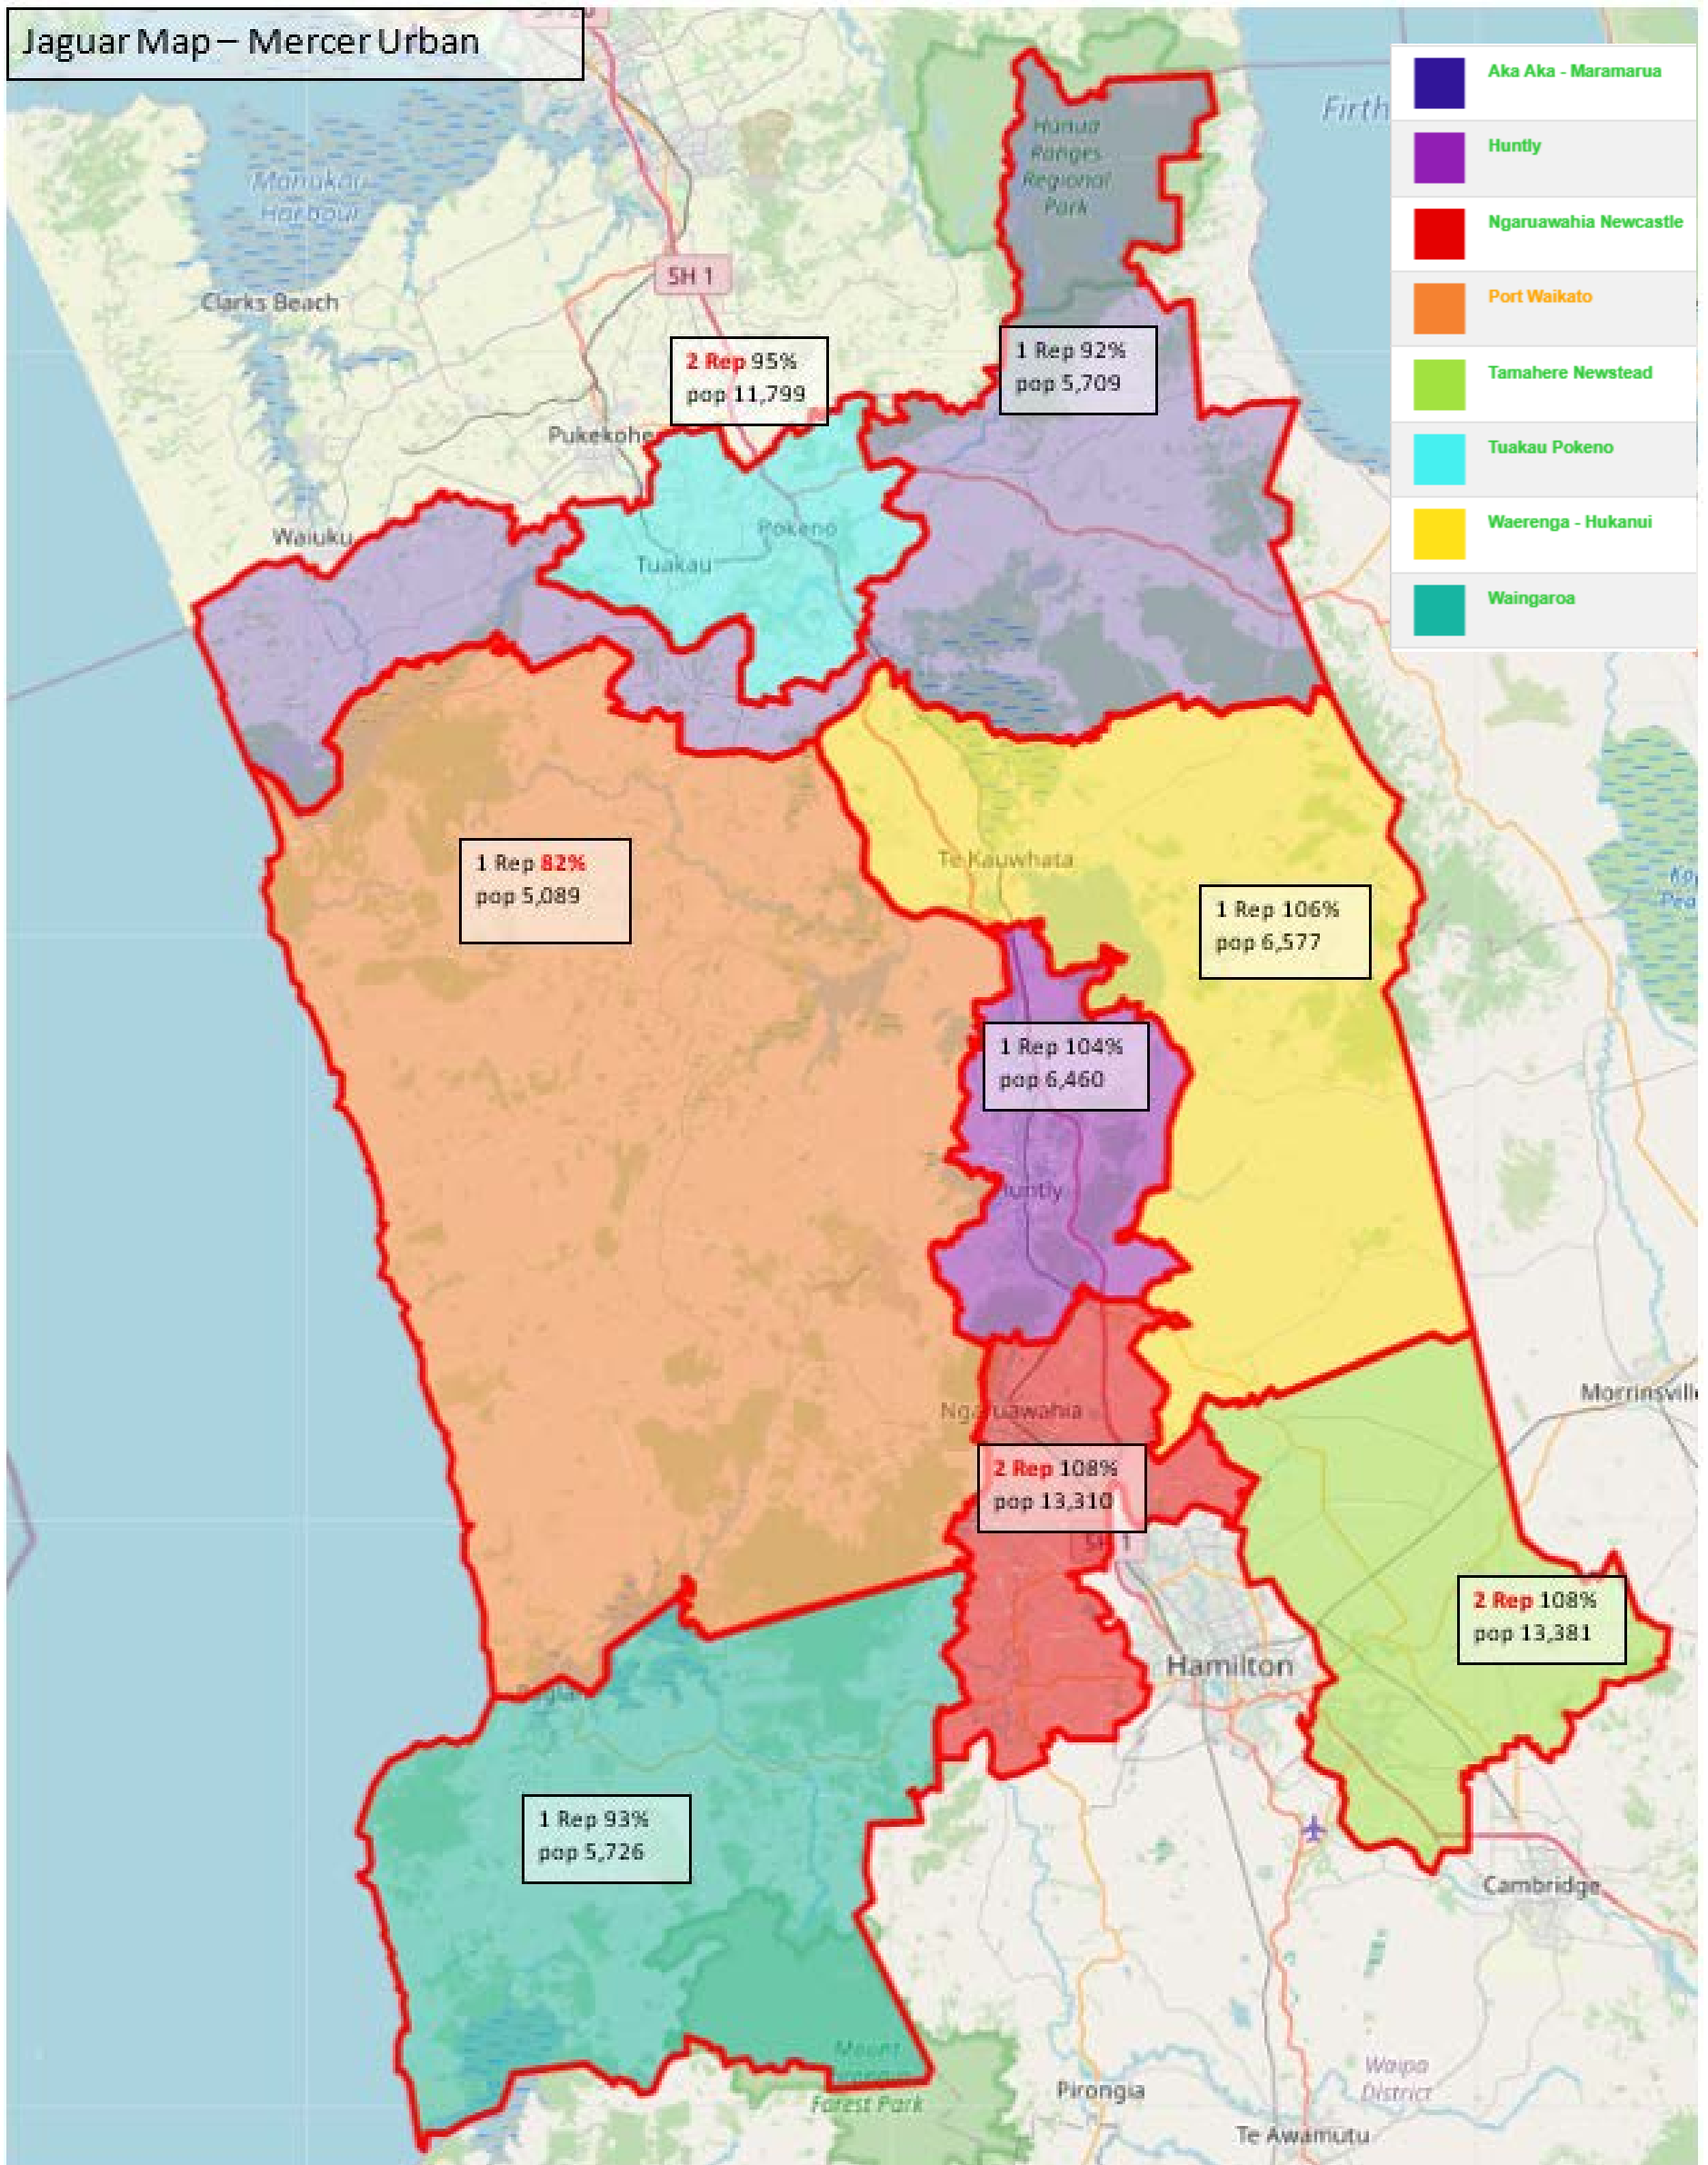 Jaguar Map – Mercer Urban
Aka Aka - Maramarua
Huntly
Ngaruawahia Newcastle
Port Waikato
Tamahere Newstead
Tuakau Pokeno
Waerenga - Hukanui
Waingaroa
Firth
Hunua
Ranges
Regional
Park
Manukau
Harbour
SH 1
Clarks Beach
2 Rep 95%
pop 11,799
1 Rep 92%
pop 5,709
Pukekohe
Waiuku
Pokeno
Tuakau
1 Rep 82%
pop 5,089
Te Kauwhata
1 Rep 106%
pop 6,577
1 Rep 104%
pop 6,460
Huntly
Morrinsvill
Ngaruawahia
2 Rep 108%
pop 13,310
SH 1
2 Rep 108%
pop 13,381
Hamilton
1 Rep 93%
pop 5,726
Cambridge
Mount
Forest Park
Pirongia
Waipa
District
Te Awamutu